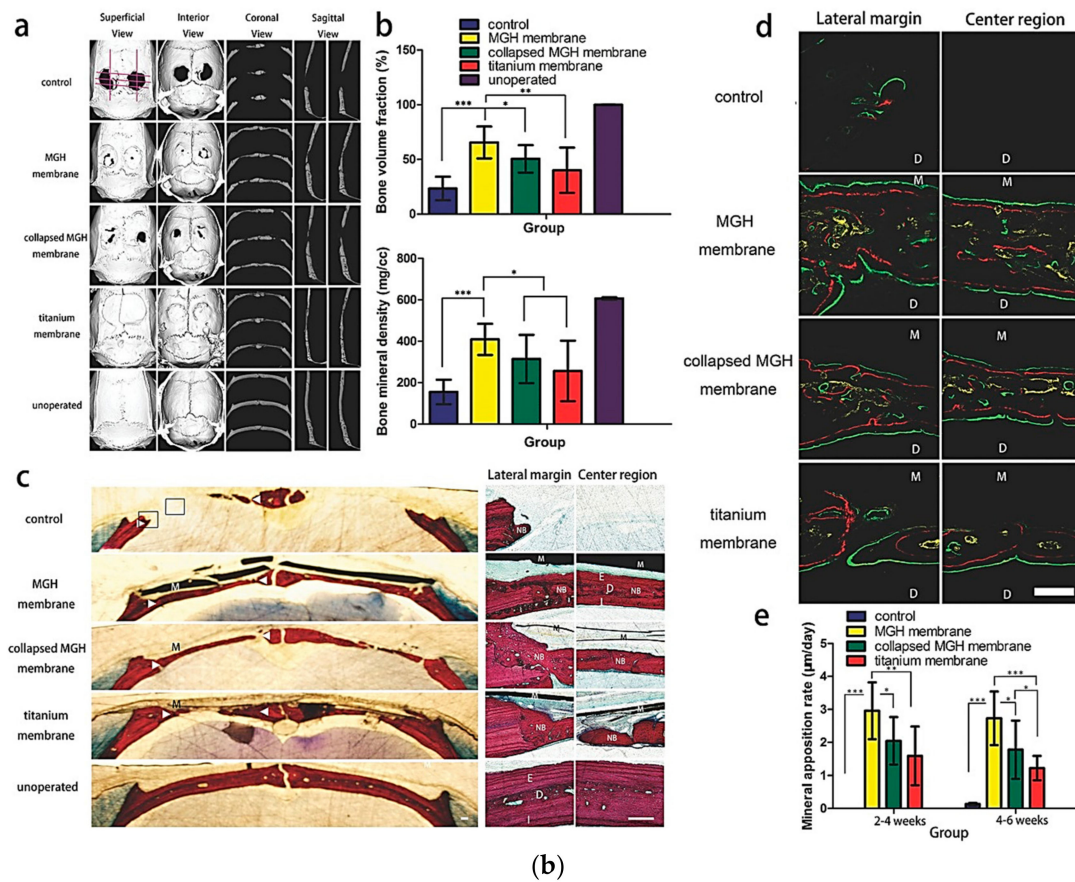 a
Superficial View
Interior View
Coronal View
Sagittal View
control
MGH membrane
collapsed MGH membrane
titanium membrane
unoperated
b
control
MGH membrane
collapsed MGH membrane
titanium membrane
unoperated
Bone volume fraction (%)
150
100
50
0
*** * **
Group
Bone mineral density (mg/cc)
800
600
400
200
0
*** *
Group
c
Lateral margin Center region
control
NB
MGH membrane
M
M M
E D I
NB NB
collapsed MGH membrane
M
M
NB NB
titanium membrane
M
M M
NB NB
unoperated
E
D
I
d
Lateral margin Center region
control
D D
MGH membrane
M M
D D
collapsed MGH membrane
M M
D D
titanium membrane
M M
D D
e
control
MGH membrane
collapsed MGH membrane
titanium membrane
Mineral apposition rate (μm/day)
5
4
3
2
1
0
*** * **
*** * * ***
2-4 weeks 4-6 weeks
Group
(b)